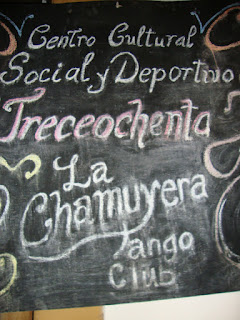 Centro Cultural
Social y Deportivo
Treceochenta
La
Chamuyera
Tango
Club